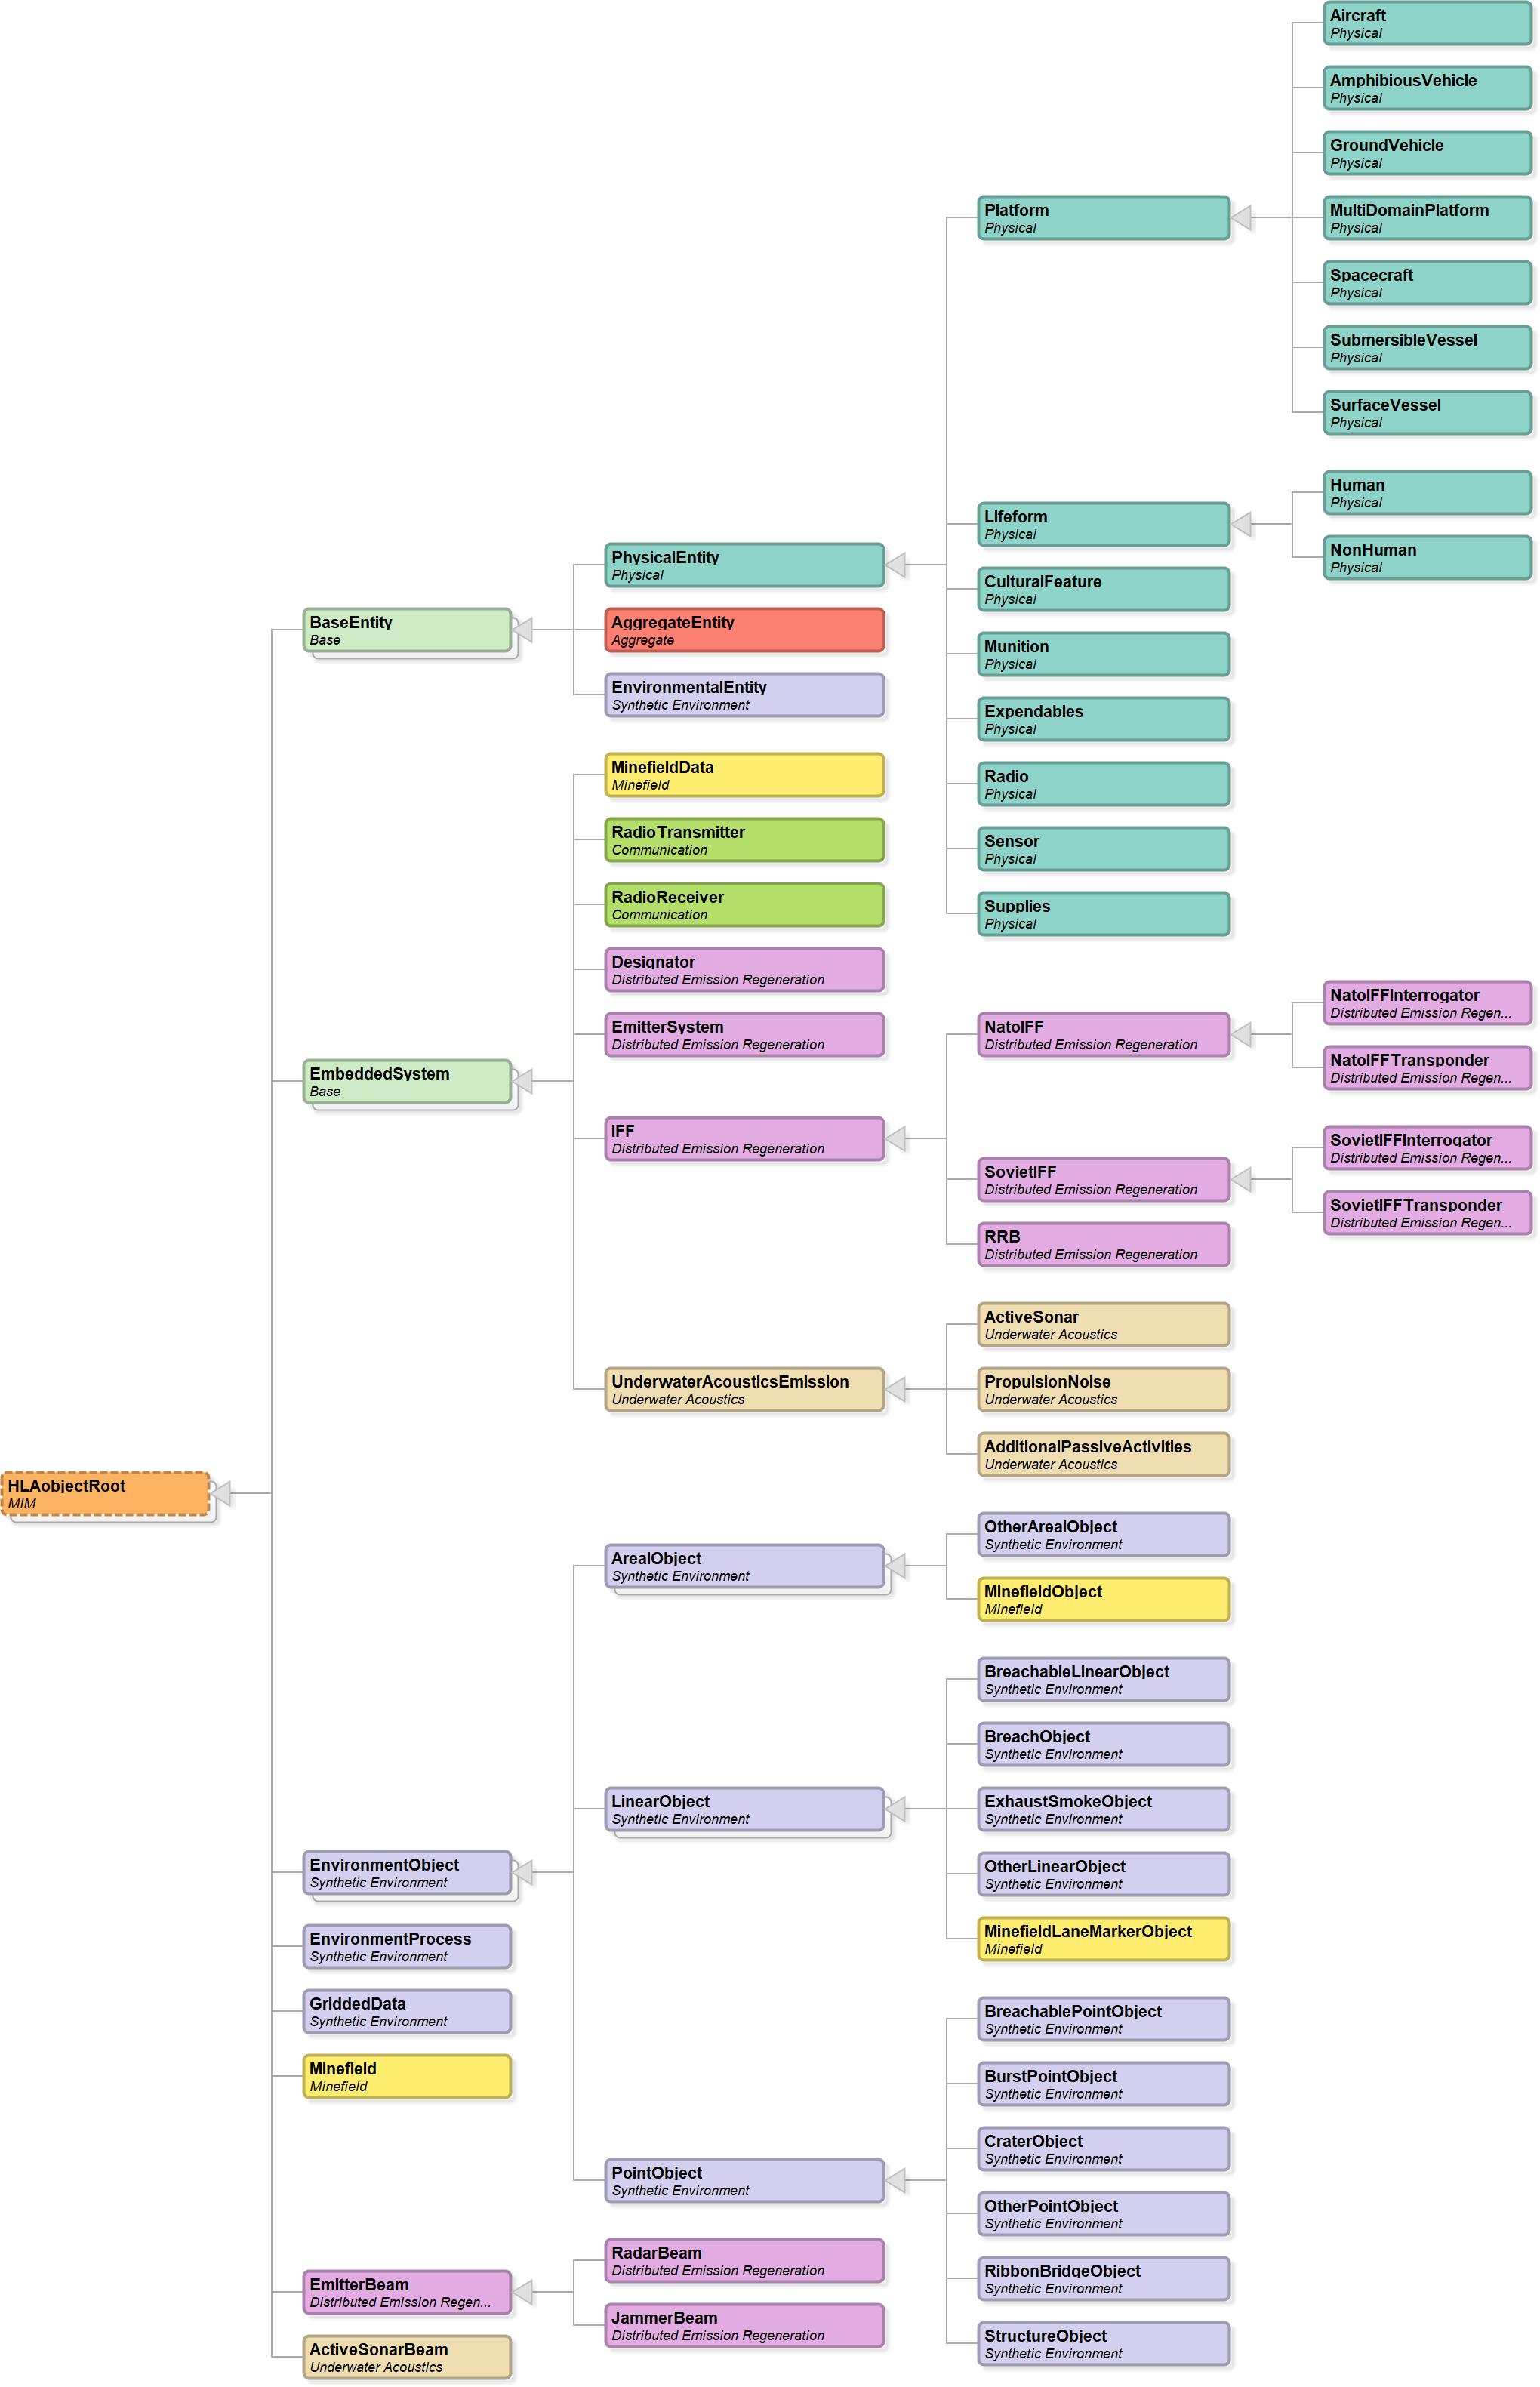 Aircraft
Physical
AmphibiousVehicle
Physical
GroundVehicle
Physical
Platform
Physical
MultiDomainPlatform
Physical
Spacecraft
Physical
SubmersibleVessel
Physical
SurfaceVessel
Physical
Human
Physical
Lifeform
Physical
NonHuman
Physical
PhysicalEntity
Physical
CulturalFeature
Physical
BaseEntity
Base
AggregateEntity
Aggregate
Munition
Physical
EnvironmentalEntity
Synthetic Environment
Expendables
Physical
MinefieldData
Minefield
Radio
Physical
RadioTransmitter
Communication
Sensor
Physical
RadioReceiver
Communication
Supplies
Physical
Designator
Distributed Emission Regeneration
NatoIFFInterrogator
Distributed Emission Regen...
EmitterSystem
Distributed Emission Regeneration
NatoIFF
Distributed Emission Regeneration
NatoIFFTransponder
Distributed Emission Regen...
EmbeddedSystem
Base
IFF
Distributed Emission Regeneration
SovietIFFInterrogator
Distributed Emission Regen...
SovietIFF
Distributed Emission Regeneration
SovietIFFTransponder
Distributed Emission Regen...
RRB
Distributed Emission Regeneration
ActiveSonar
Underwater Acoustics
UnderwaterAcousticsEmission
Underwater Acoustics
PropulsionNoise
Underwater Acoustics
AdditionalPassiveActivities
Underwater Acoustics
HLAobjectRoot
MIM
OtherArealObject
Synthetic Environment
ArealObject
Synthetic Environment
MinefieldObject
Minefield
BreachableLinearObject
Synthetic Environment
BreachObject
Synthetic Environment
LinearObject
Synthetic Environment
ExhaustSmokeObject
Synthetic Environment
EnvironmentObject
Synthetic Environment
OtherLinearObject
Synthetic Environment
EnvironmentProcess
Synthetic Environment
MinefieldLaneMarkerObject
Minefield
GriddedData
Synthetic Environment
BreachablePointObject
Synthetic Environment
Minefield
Minefield
BurstPointObject
Synthetic Environment
CraterObject
Synthetic Environment
PointObject
Synthetic Environment
OtherPointObject
Synthetic Environment
RadarBeam
Distributed Emission Regeneration
RibbonBridgeObject
Synthetic Environment
EmitterBeam
Distributed Emission Regen...
JammerBeam
Distributed Emission Regeneration
StructureObject
Synthetic Environment
ActiveSonarBeam
Underwater Acoustics